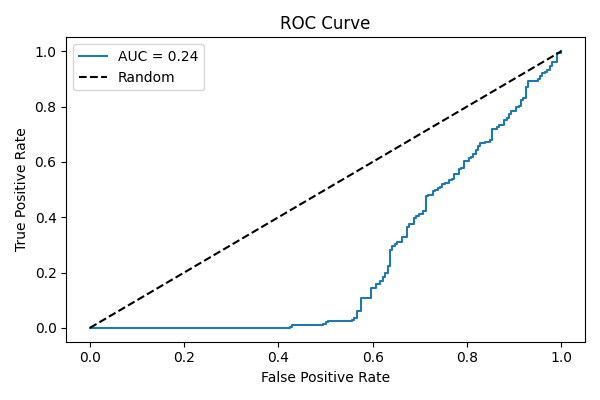 ROC Curve
AUC = 0.24
Random
True Positive Rate
1.0
0.8
0.6
0.4
0.2
0.0
0.0 0.2 0.4 0.6 0.8 1.0
False Positive Rate